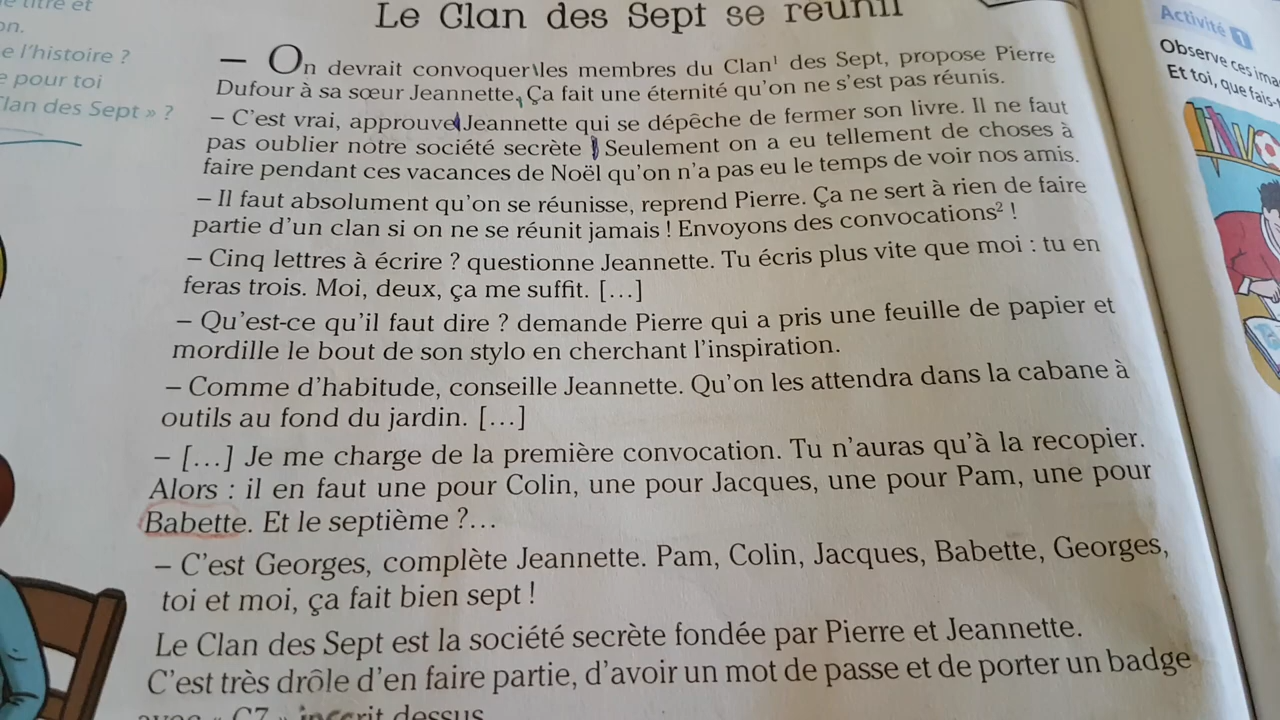 e titre et
on.
e l'histoire ?
e pour toi
Clan des Sept » ?
Le Clan des Sept se réunit
— On devrait convoquer les membres du Clan¹ des Sept, propose Pierre
Dufour à sa sœur Jeannette. Ça fait une éternité qu'on ne s'est pas réunis.
– C'est vrai, approuve Jeannette qui se dépêche de fermer son livre. Il ne faut
pas oublier notre société secrète ! Seulement on a eu tellement de choses à
faire pendant ces vacances de Noël qu'on n'a pas eu le temps de voir nos amis.
– Il faut absolument qu'on se réunisse, reprend Pierre. Ça ne sert à rien de faire
partie d'un clan si on ne se réunit jamais ! Envoyons des convocations² !
– Cinq lettres à écrire ? questionne Jeannette. Tu écris plus vite que moi : tu en
feras trois. Moi, deux, ça me suffit. […]
– Qu'est-ce qu'il faut dire ? demande Pierre qui a pris une feuille de papier et
mordille le bout de son stylo en cherchant l'inspiration.
– Comme d'habitude, conseille Jeannette. Qu'on les attendra dans la cabane à
outils au fond du jardin. […]
– […] Je me charge de la première convocation. Tu n'auras qu'à la recopier.
Alors : il en faut une pour Colin, une pour Jacques, une pour Pam, une pour
Babette. Et le septième ?…
– C'est Georges, complète Jeannette. Pam, Colin, Jacques, Babette, Georges,
toi et moi, ça fait bien sept !
Le Clan des Sept est la société secrète fondée par Pierre et Jeannette.
C'est très drôle d'en faire partie, d'avoir un mot de passe et de porter un badge
avec « C7 » inscrit dessus
Activité 1
Observe ces ima
Et toi, que fais-